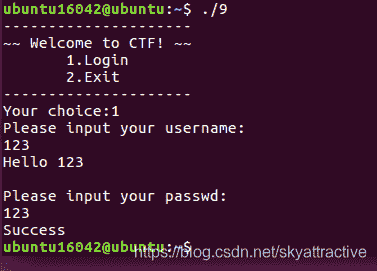 ubuntu16042@ubuntu:~$ ./9
----------------------
~~ Welcome to CTF! ~~
1.Login
2.Exit
----------------------
Your choice:1
Please input your username:
123
Hello 123
Please input your passwd:
123
Success
ubuntu16042@ubuntu:~$
https://blog.csdn.net/skyattractive